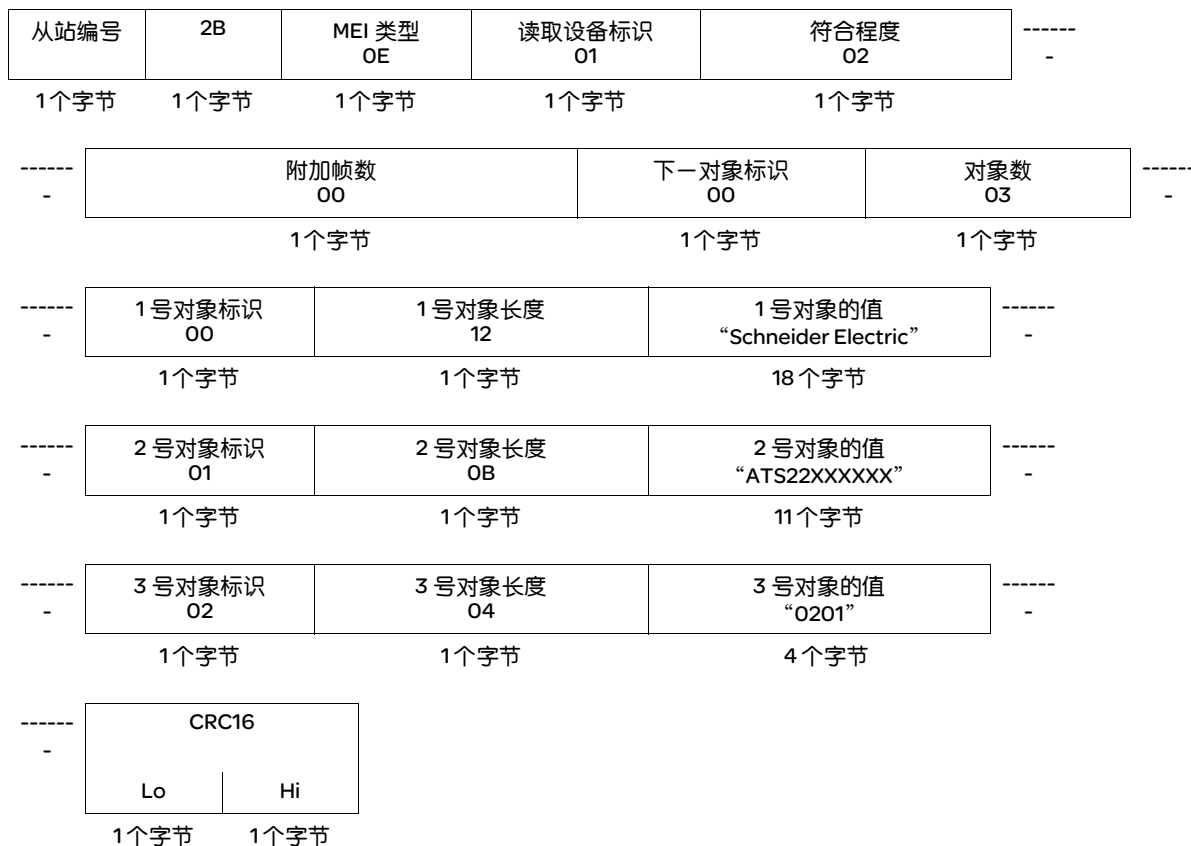 从站编号 2B MEI 类型 读取设备标识 符合程度 ------
0E 01 02 -
1个字节 1个字节 1个字节 1个字节 1个字节
------ 附加帧数 下一对象标识 对象数 ------
- 00 00 03 -
1个字节 1个字节 1个字节
------ 1号对象标识 1号对象长度 1号对象的值 ------
- 00 12 “Schneider Electric” -
1个字节 1个字节 18个字节
------ 2号对象标识 2号对象长度 2号对象的值 ------
- 01 0B “ATS22XXXXXX” -
1个字节 1个字节 11个字节
------ 3号对象标识 3号对象长度 3号对象的值 ------
- 02 04 “0201” -
1个字节 1个字节 4个字节
------ CRC16
-
Lo Hi
1个字节 1个字节